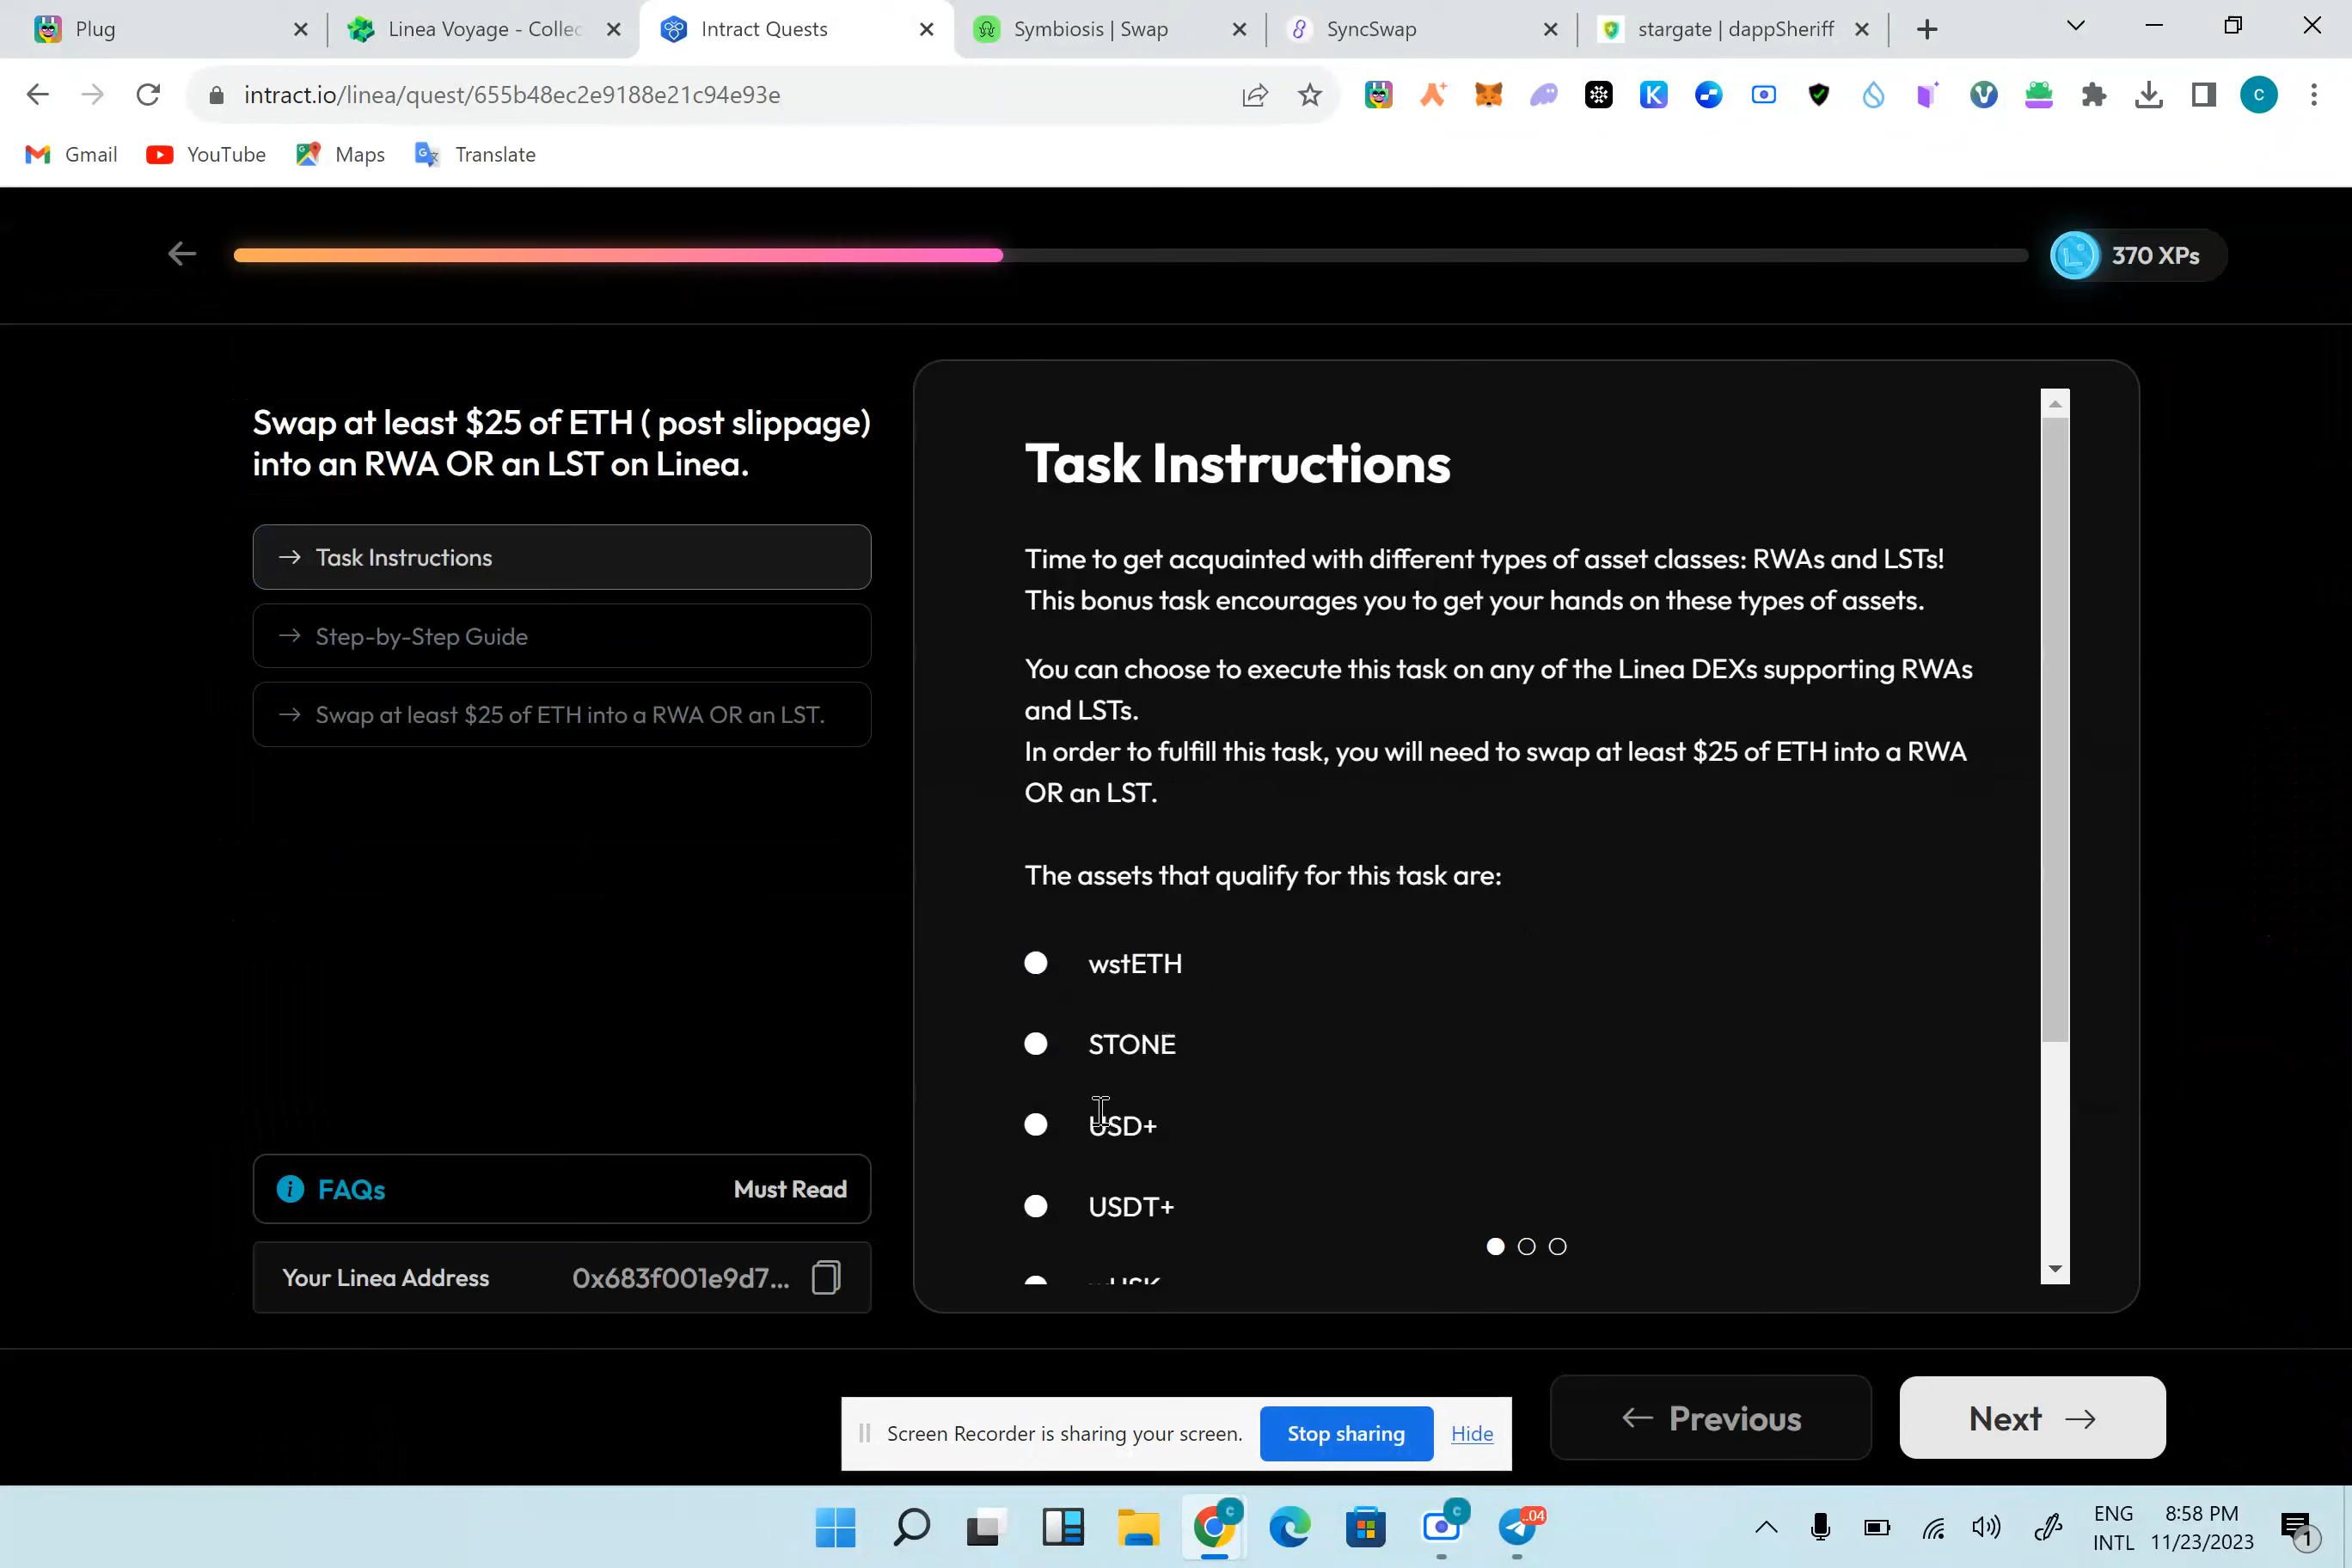 Plug
Linea Voyage - Collec
Intract Quests
Symbiosis | Swap
SyncSwap
stargate | dappSheriff
intract.io/linea/quest/655b48ec2e9188e21c94e93e
K
c
Gmail
YouTube
Maps
Translate
370 XPs
Swap at least $25 of ETH ( post slippage)
into an RWA OR an LST on Linea.
Task Instructions
Step-by-Step Guide
Swap at least $25 of ETH into a RWA OR an LST.
FAQs
Must Read
Your Linea Address
0x683f001e9d7...
Task Instructions
Time to get acquainted with different types of asset classes: RWAs and LSTs!
This bonus task encourages you to get your hands on these types of assets.
You can choose to execute this task on any of the Linea DEXs supporting RWAs
and LSTs.
In order to fulfill this task, you will need to swap at least $25 of ETH into a RWA
OR an LST.
The assets that qualify for this task are:
wstETH
STONE
USD+
USDT+
Previous
Next
Screen Recorder is sharing your screen.
Stop sharing
Hide
C
C
..04
ENG
INTL
8:58 PM
11/23/2023
1